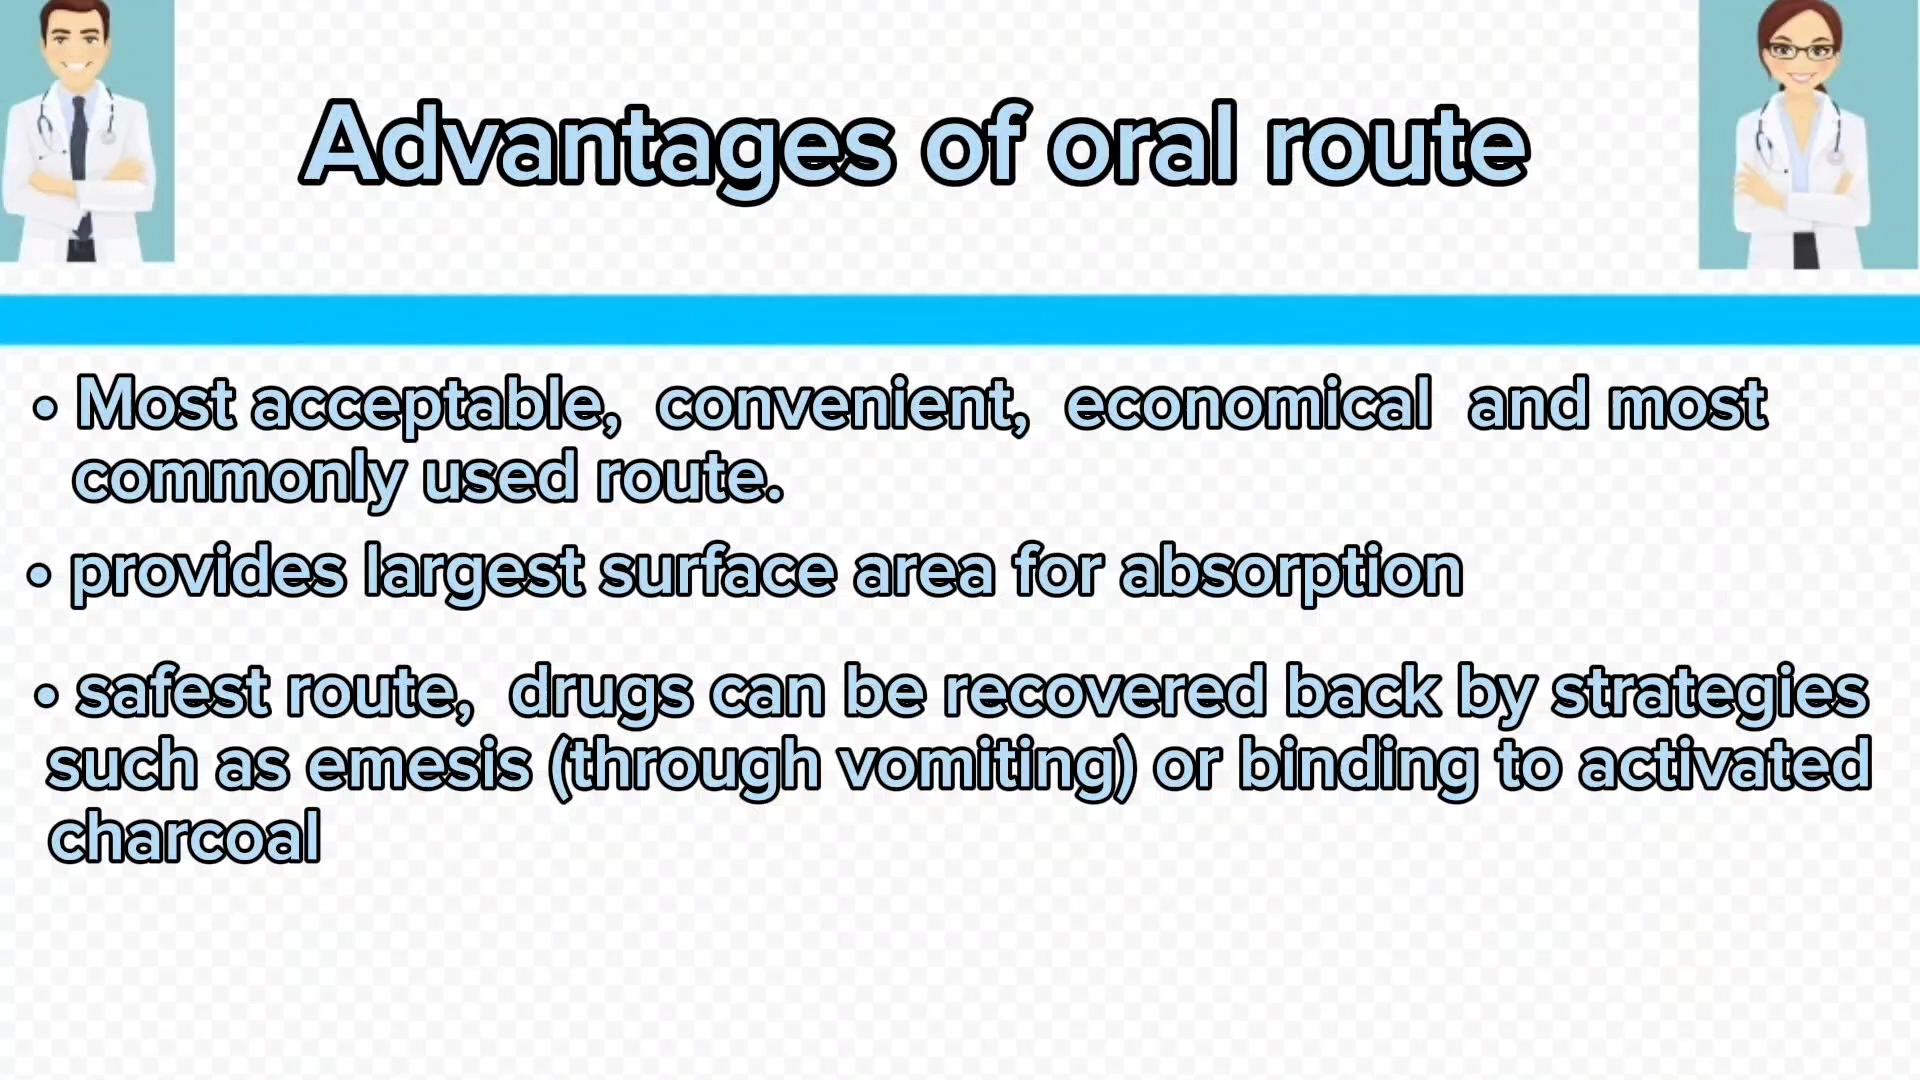 Advantages of oral route
• Most acceptable, convenient, economical and most
commonly used route.
• provides largest surface area for absorption
• safest route, drugs can be recovered back by strategies
such as emesis (through vomiting) or binding to activated
charcoal